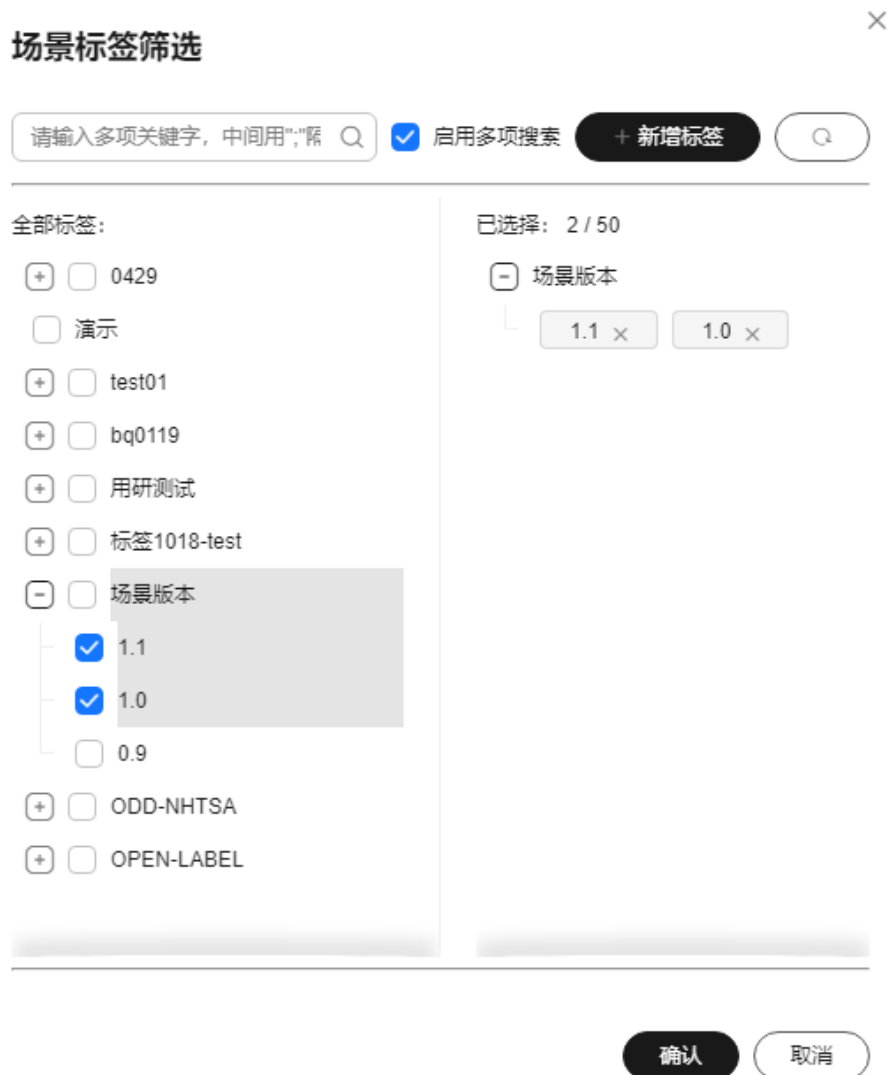 场景标签筛选
请输入多项关键字，中间用";"隔 启用多项搜索 + 新增标签
全部标签：
0429
演示
test01
bq0119
用研测试
标签1018-test
场景版本
1.1
1.0
0.9
ODD-NHTSA
OPEN-LABEL
已选择： 2 / 50
场景版本
1.1 1.0
确认 取消